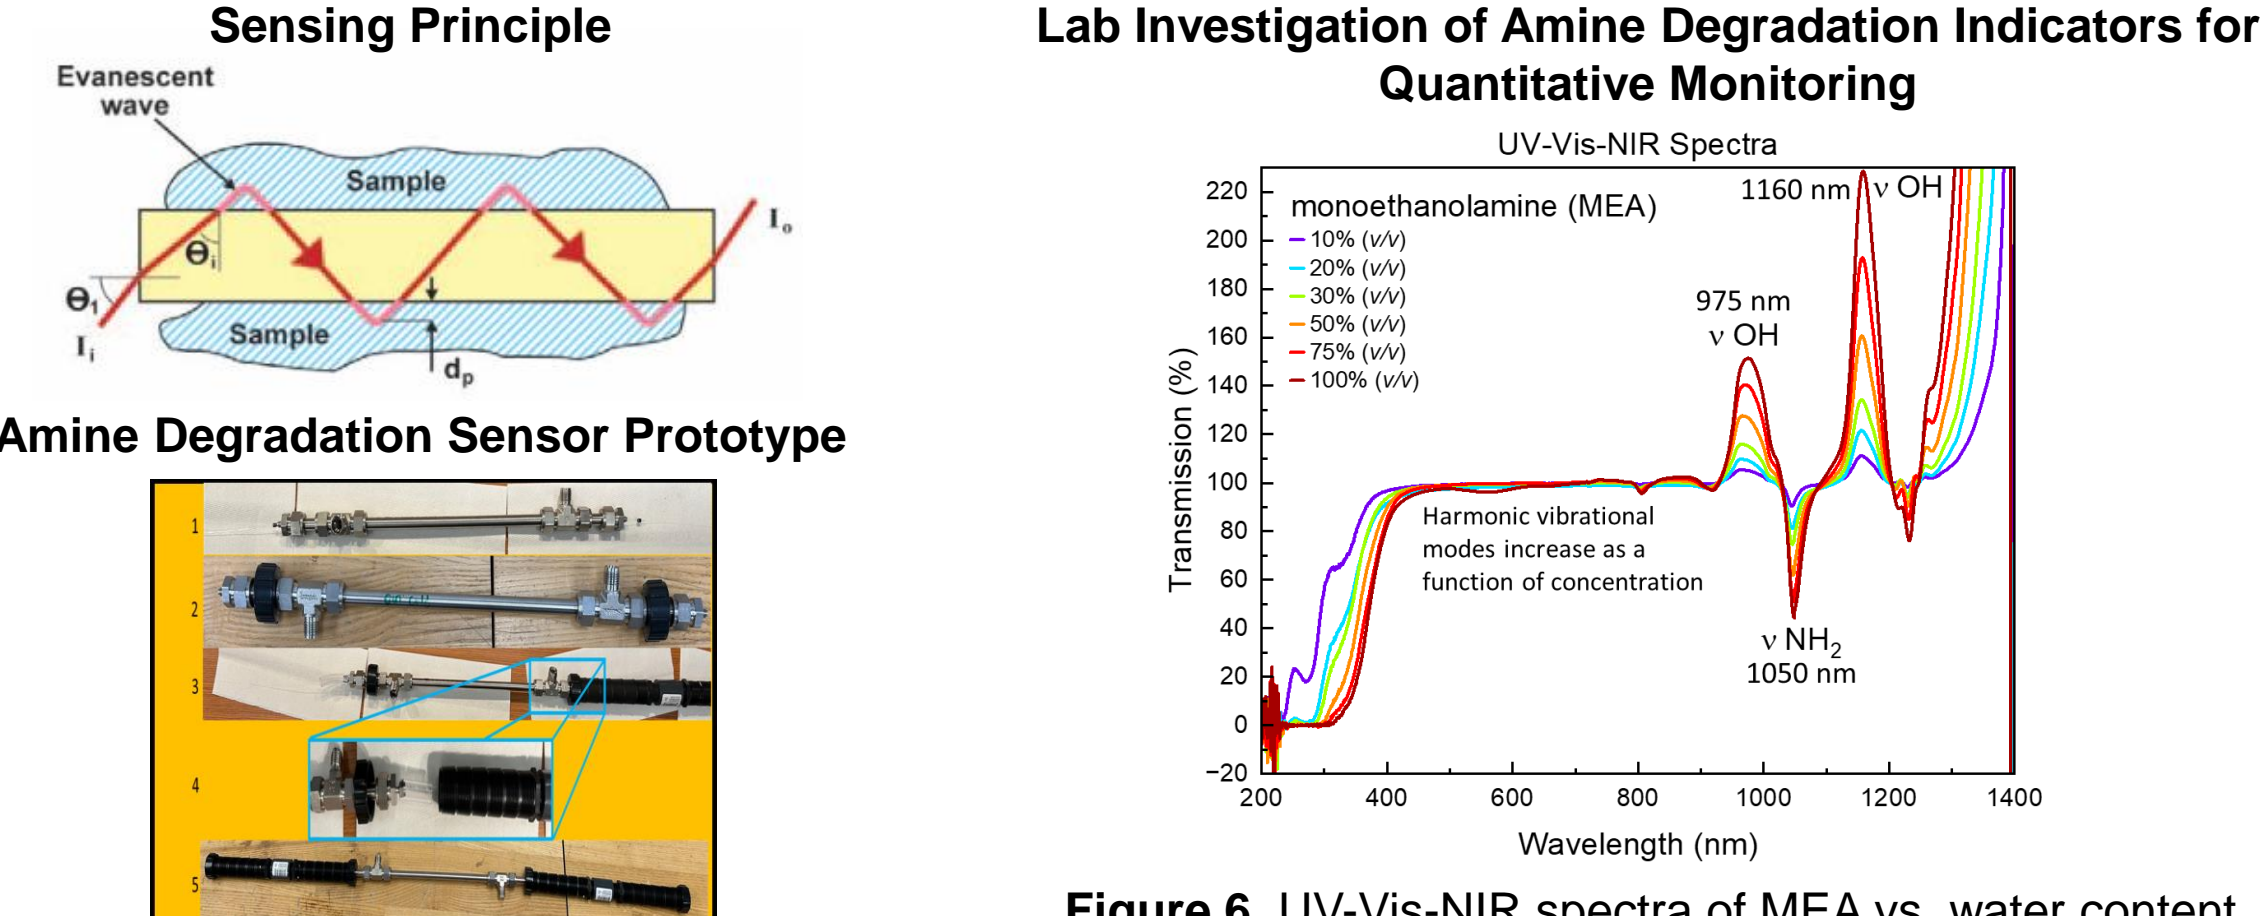 Sensing Principle
Evanescent
wave
Sample
Θi
Θ1
Ii
Io
Sample
dp
Amine Degradation Sensor Prototype
1
2
3
4
5
Lab Investigation of Amine Degradation Indicators for
Quantitative Monitoring
UV-Vis-NIR Spectra
monoethanolamine (MEA)
10% (v/v)
20% (v/v)
30% (v/v)
50% (v/v)
75% (v/v)
100% (v/v)
1160 nm ν OH
975 nm
ν OH
Harmonic vibrational
modes increase as a
function of concentration
ν NH2
1050 nm
Transmission (%)
220
200
180
160
140
120
100
80
60
40
20
0
−20
200 400 600 800 1000 1200 1400
Wavelength (nm)
Figure 6. UV-Vis-NIR spectra of MEA vs. water content